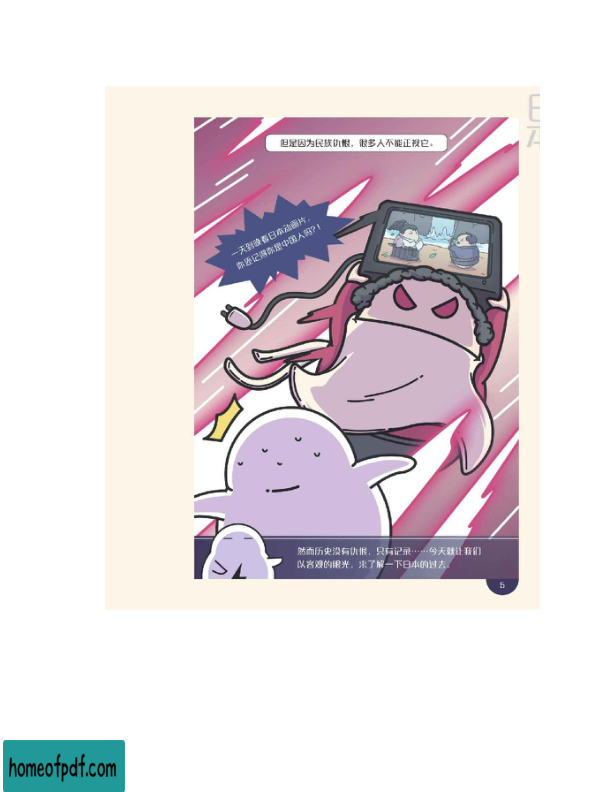 日本
但是因为民族仇恨，很多人不能正视它。
一天到晚看日本动画片，
你还记得你是中国人吗?!
然而历史没有仇恨，只有记录……今天就让我们
以客观的眼光，来了解一下日本的过去。
5
homeofpdf.com